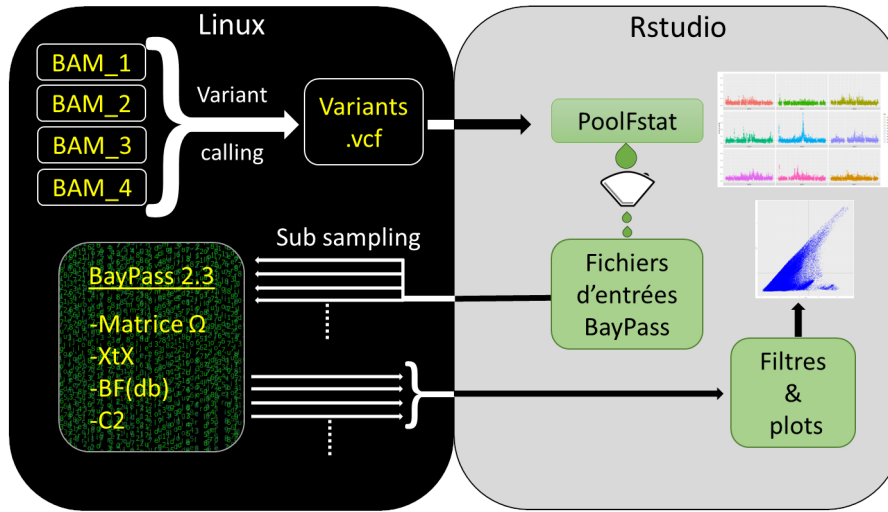 Linux
Rstudio
BAM_1
BAM_2
BAM_3
BAM_4
Variant
calling
Variants
.vcf
PoolFstat
Sub sampling
Fichiers
d'entrées
BayPass
BayPass 2.3
-Matrice Ω
-XtX
-BF(db)
-C2
Filtres
&
plots